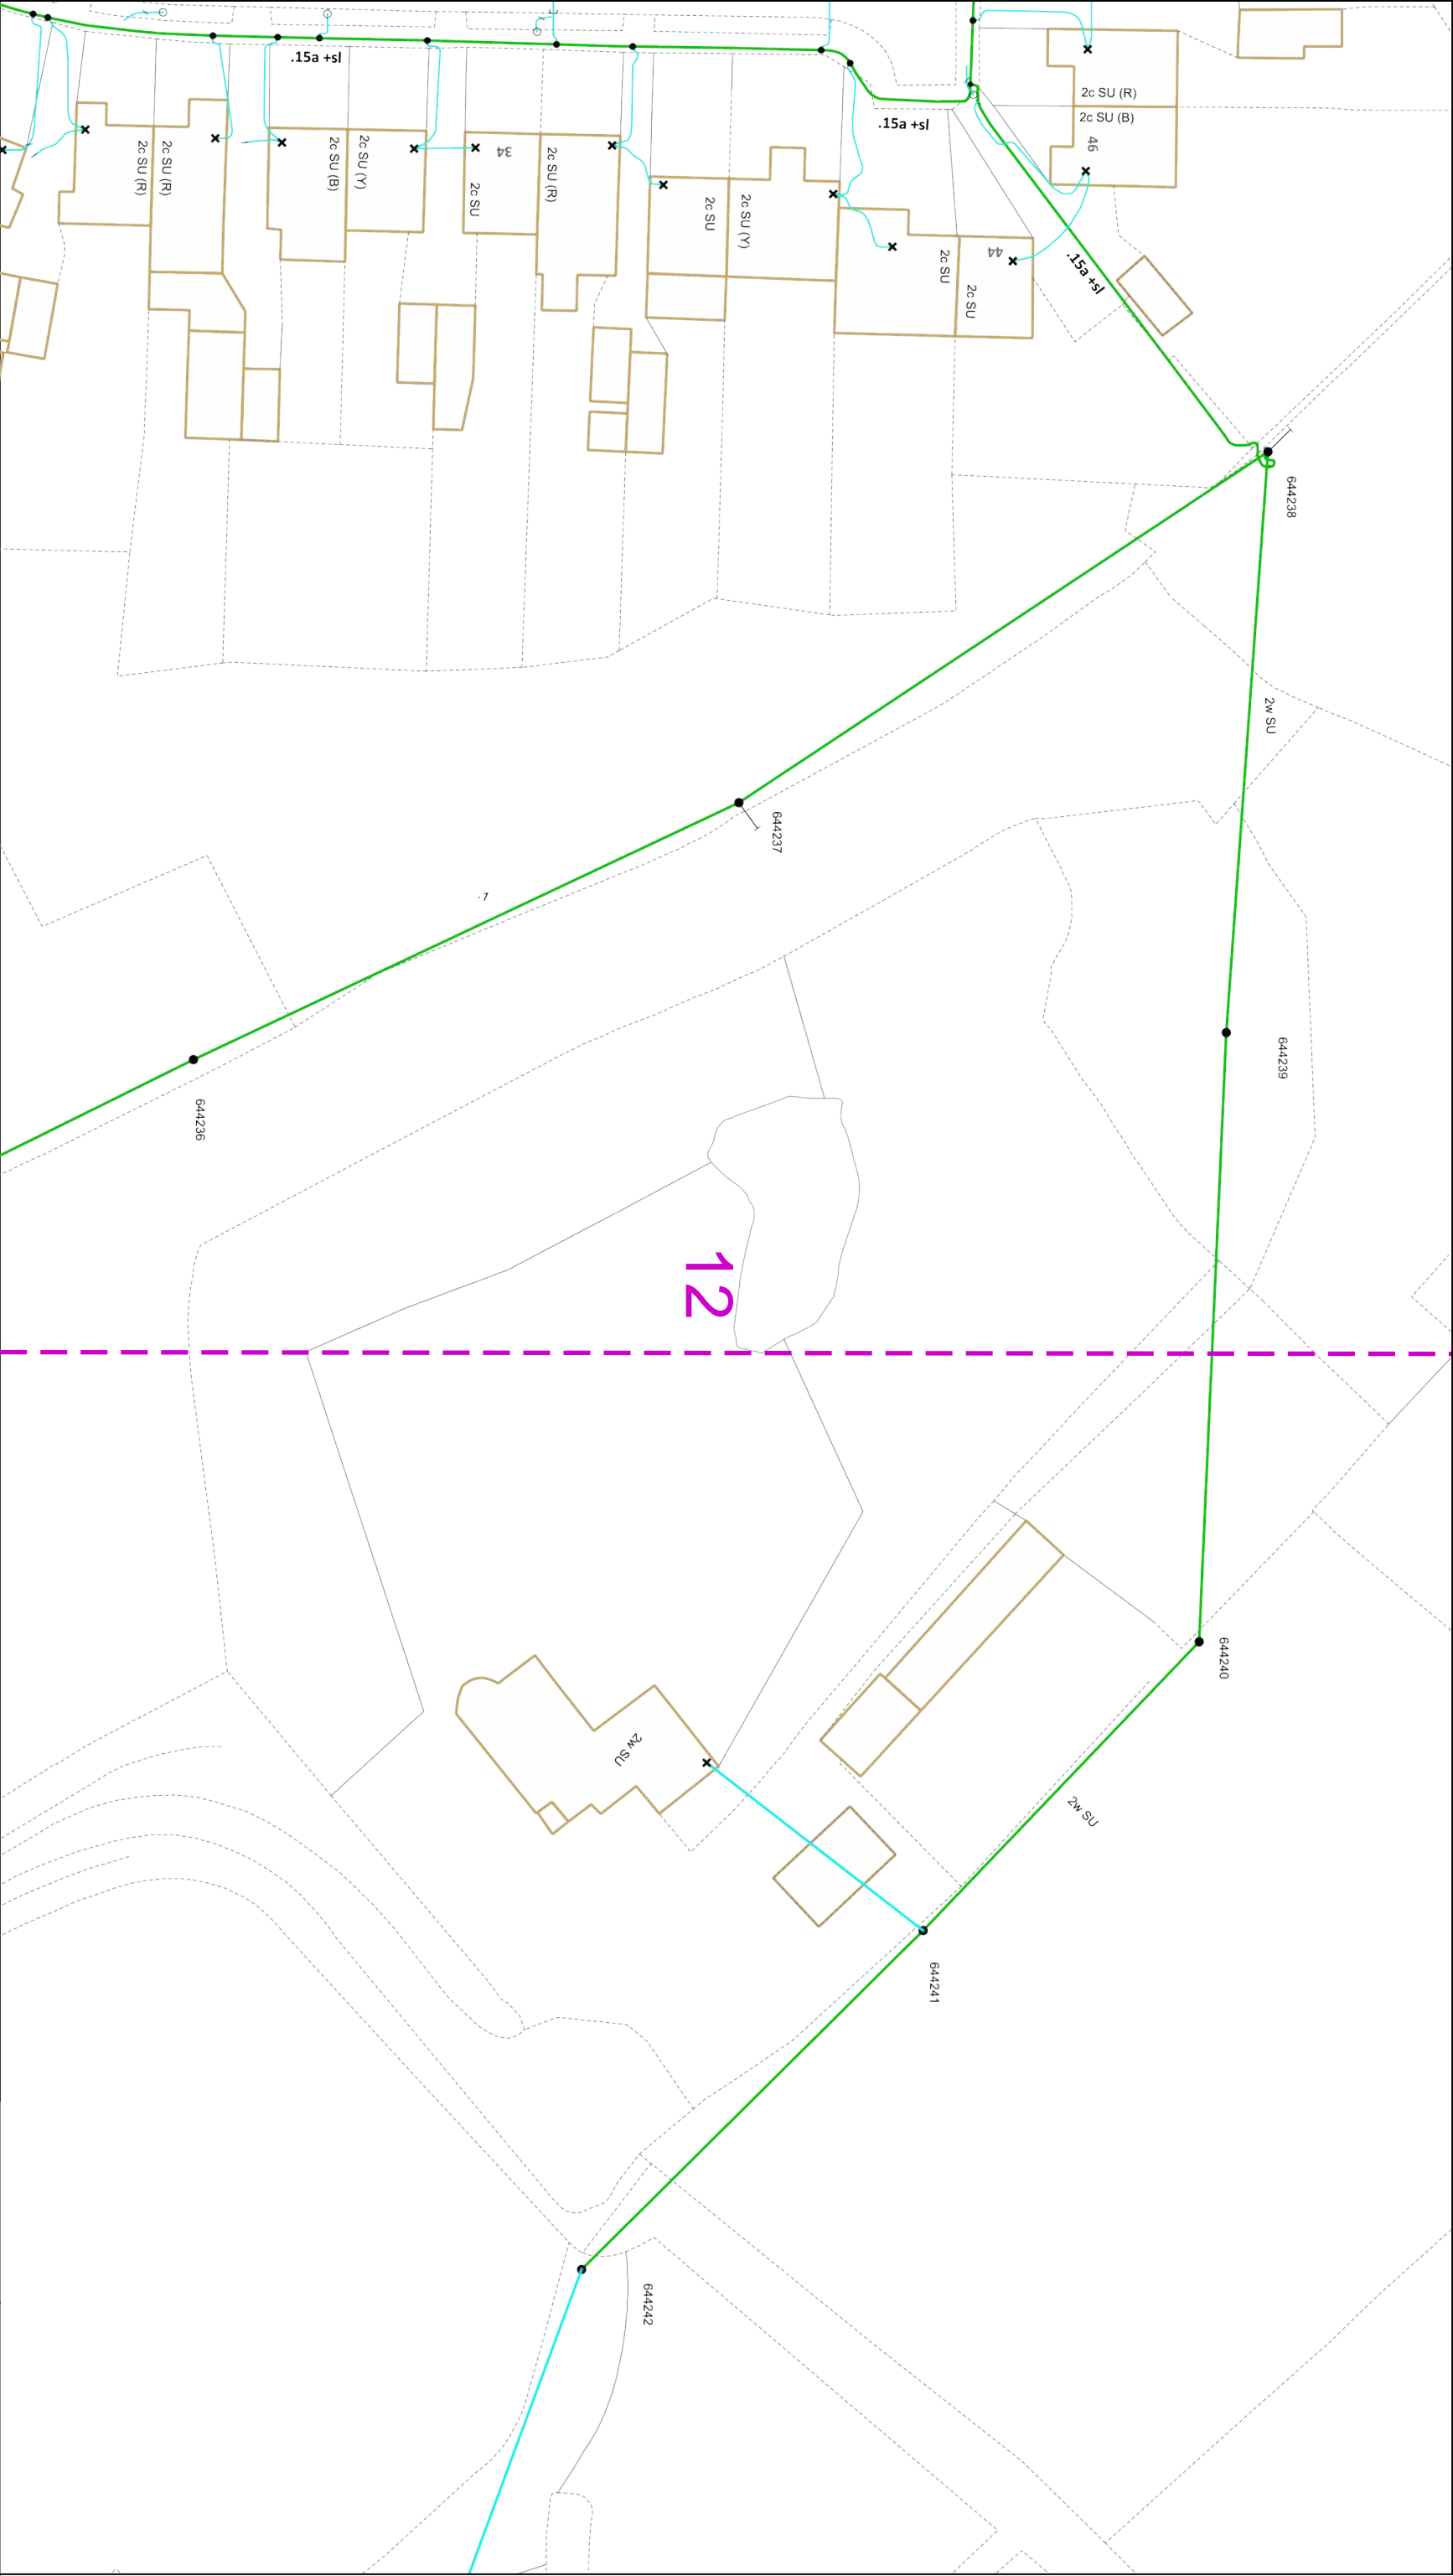 .15a +sl
.15a +sl
2c SU (R)
2c SU (B)
46
2c SU (R)
2c SU (R)
2c SU (B)
2c SU (Y)
34
2c SU
2c SU (R)
2c SU
2c SU (Y)
2c SU
44
2c SU
.15a +sl
644238
2w SU
644237
.1
644239
644236
12
644240
2w SU
2w SU
644241
644242